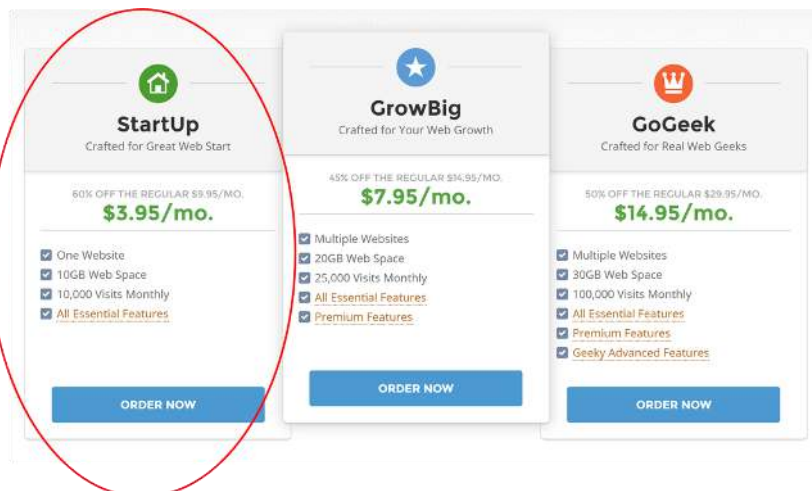 StartUp
Crafted for Great Web Start
60% OFF THE REGULAR $9.95/MO.
$3.95/mo.
One Website
10GB Web Space
10,000 Visits Monthly
All Essential Features
ORDER NOW
GrowBig
Crafted for Your Web Growth
45% OFF THE REGULAR $14.95/MO.
$7.95/mo.
Multiple Websites
20GB Web Space
25,000 Visits Monthly
All Essential Features
Premium Features
ORDER NOW
GoGeek
Crafted for Real Web Geeks
50% OFF THE REGULAR $29.95/MO.
$14.95/mo.
Multiple Websites
30GB Web Space
100,000 Visits Monthly
All Essential Features
Premium Features
Geeky Advanced Features
ORDER NOW